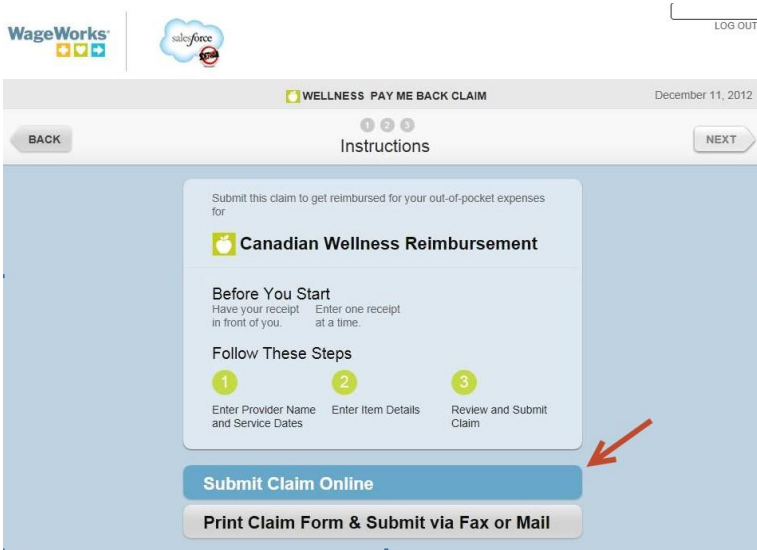 WageWorks
salesforce
LOG OUT
WELLNESS PAY ME BACK CLAIM
December 11, 2012
BACK
1 2 3
Instructions
NEXT
Submit this claim to get reimbursed for your out-of-pocket expenses
for
Canadian Wellness Reimbursement
Before You Start
Have your receipt
in front of you.
Enter one receipt
at a time.
Follow These Steps
1
Enter Provider Name
and Service Dates
2
Enter Item Details
3
Review and Submit
Claim
Submit Claim Online
Print Claim Form & Submit via Fax or Mail